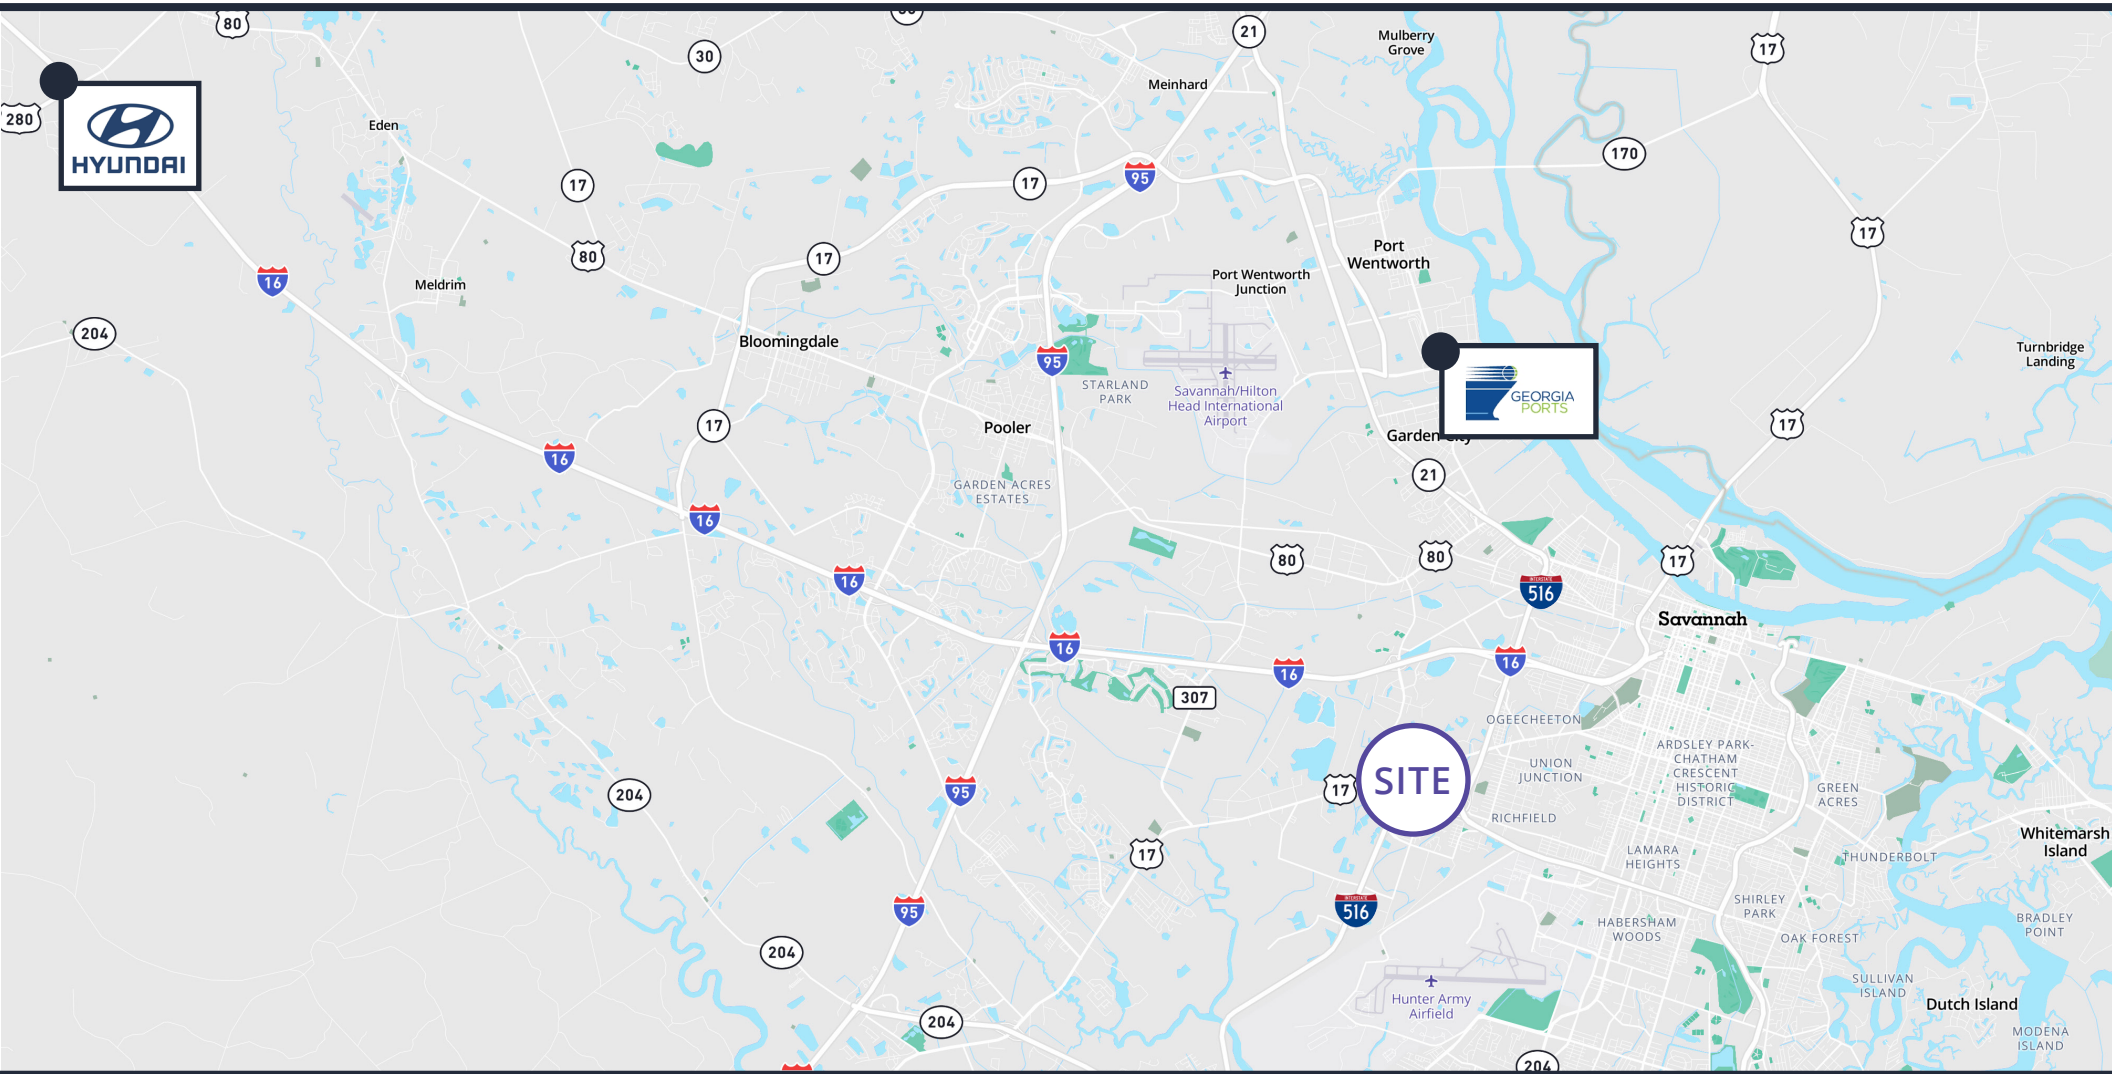 80
30
21
17
Mulberry
Grove
Meinhard
280
HYUNDAI
Eden
17
17
95
170
17
80
17
Port
Wentworth
Port Wentworth
Junction
16
Meldrim
204
Bloomingdale
95
STARLAND
PARK
Savannah/Hilton
Head International
Airport
GEORGIA
PORTS
Turnbridge
Landing
17
Pooler
Garden City
17
16
21
GARDEN ACRES
ESTATES
16
80
80
17
16
INTERSTATE
516
Savannah
16
16
16
307
OGEECHEETON
ARDSLEY PARK-
CHATHAM
CRESCENT
HISTORIC
DISTRICT
UNION
JUNCTION
SITE
17
95
204
GREEN
ACRES
RICHFIELD
Whitemarsh
Island
17
LAMARA
HEIGHTS
THUNDERBOLT
95
INTERSTATE
516
SHIRLEY
PARK
HABERSHAM
WOODS
BRADLEY
POINT
OAK FOREST
204
SULLIVAN
ISLAND
Hunter Army
Airfield
Dutch Island
204
MODENA
ISLAND
204